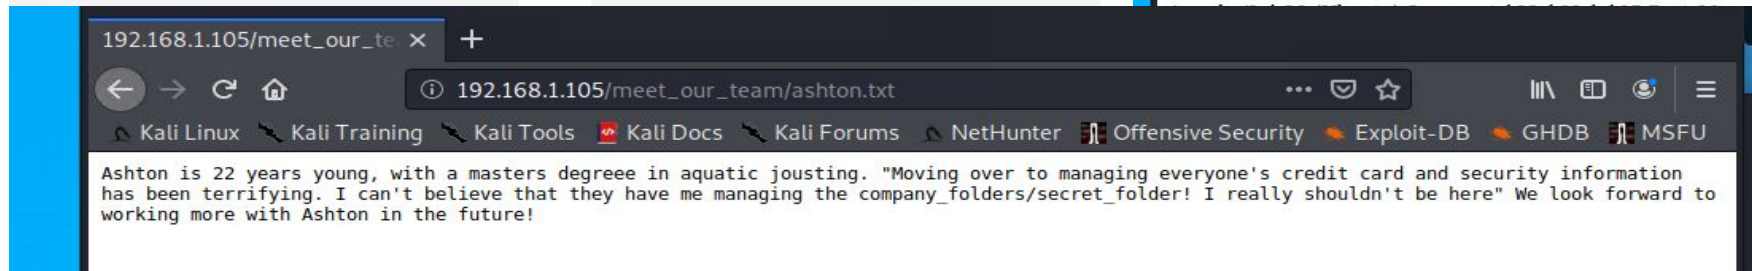 192.168.1.105/meet_our_te
192.168.1.105/meet_our_team/ashton.txt
Kali Linux Kali Training Kali Tools Kali Docs Kali Forums NetHunter Offensive Security Exploit-DB GHDB MSFU
Ashton is 22 years young, with a masters degreee in aquatic jousting. "Moving over to managing everyone's credit card and security information
has been terrifying. I can't believe that they have me managing the company_folders/secret_folder! I really shouldn't be here" We look forward to
working more with Ashton in the future!